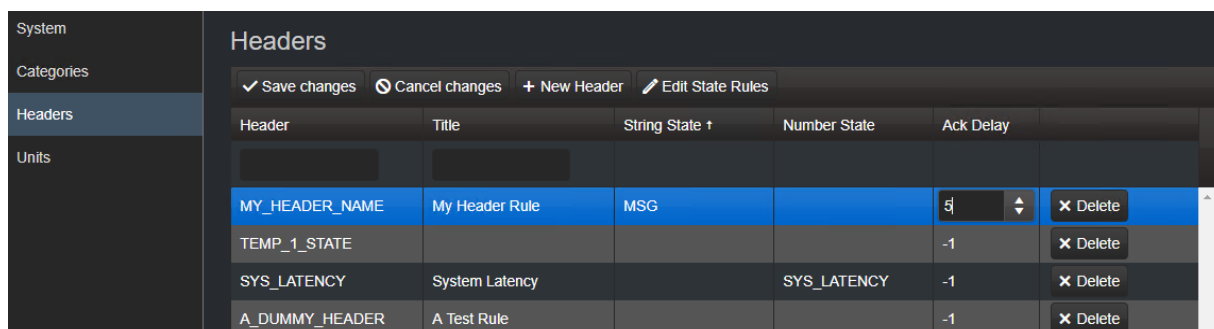 System
Categories
Headers
Units
Headers
Save changes Cancel changes + New Header Edit State Rules
Header Title String State ↑ Number State Ack Delay
MY_HEADER_NAME My Header Rule MSG 5 × Delete
TEMP_1_STATE -1 × Delete
SYS_LATENCY System Latency SYS_LATENCY -1 × Delete
A_DUMMY_HEADER A Test Rule -1 × Delete